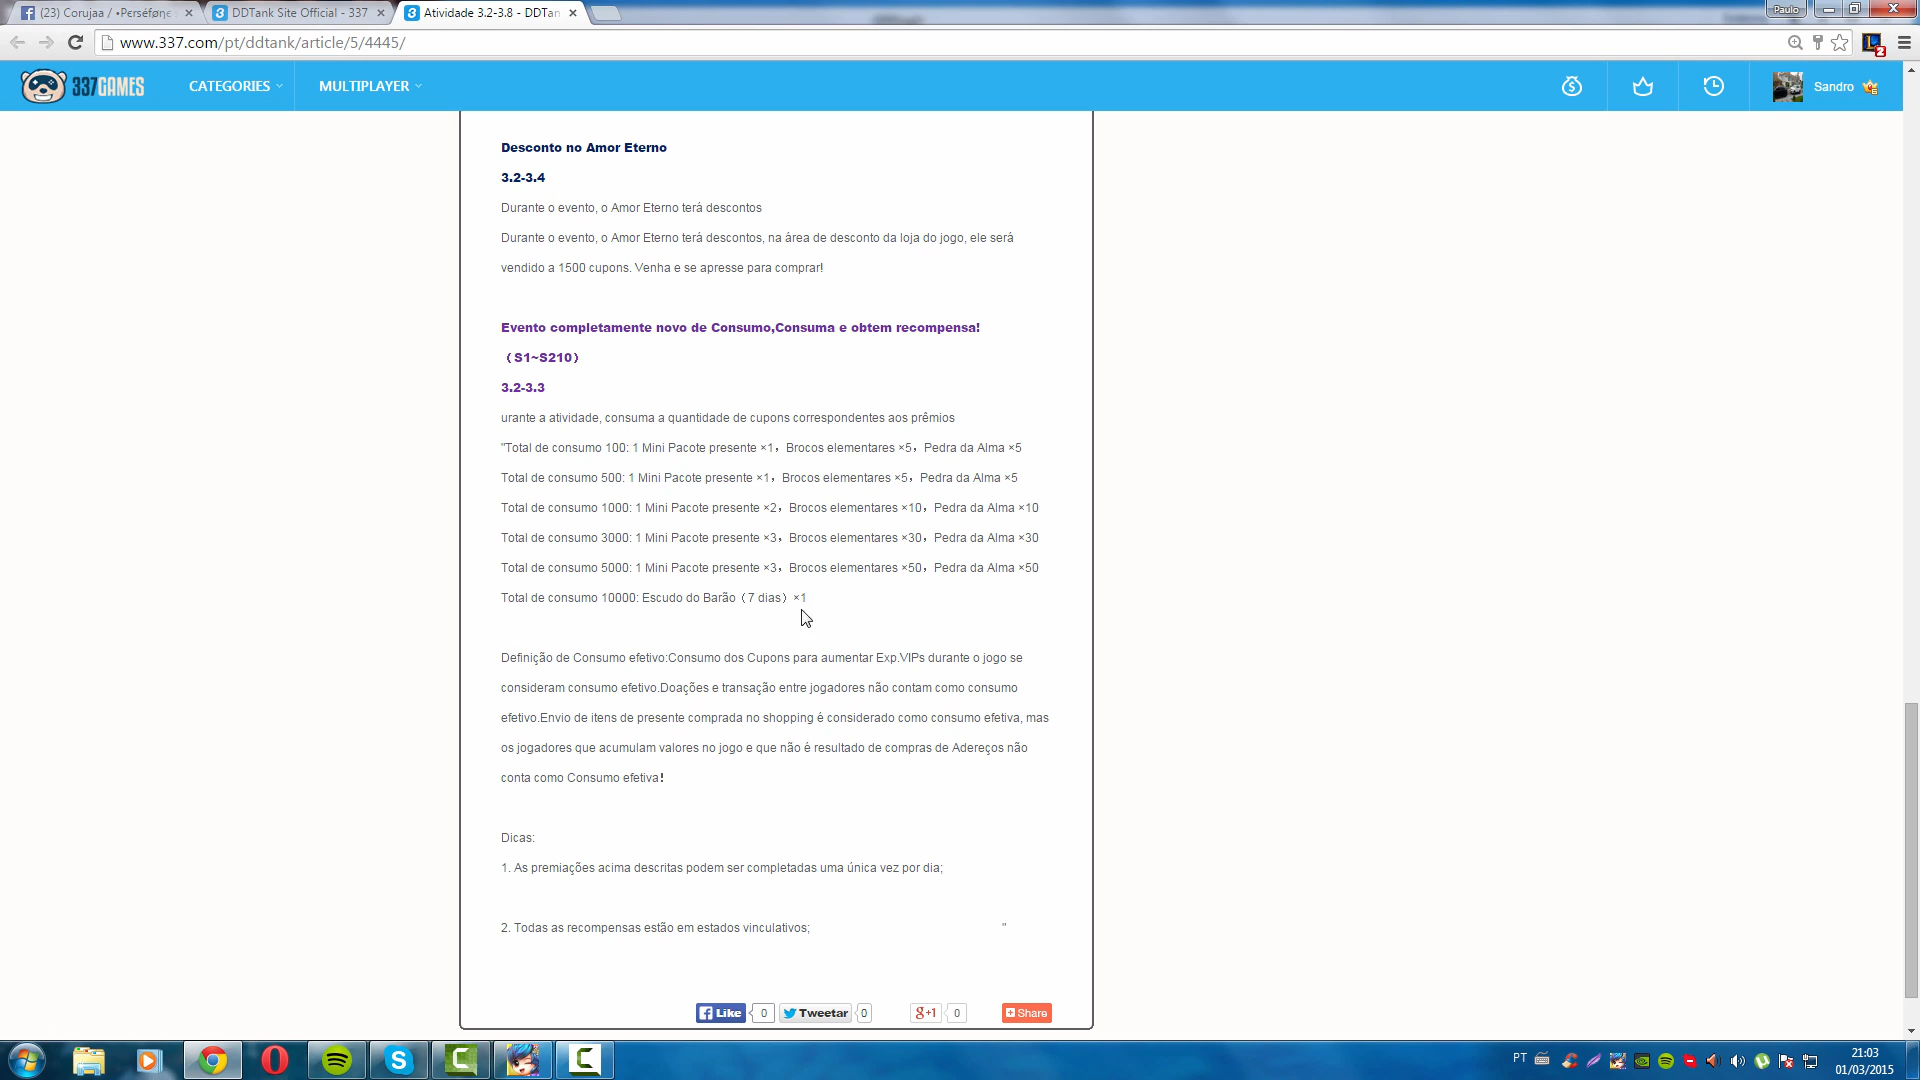 (23) Corujaa / •Pєrséføŋє
DDTank Site Official - 337
Atividade 3.2-3.8 - DDTan
Paulo
www.337.com/pt/ddtank/article/5/4445/
2
337GAMES
CATEGORIES
MULTIPLAYER
Sandro
Desconto no Amor Eterno
3.2-3.4
Durante o evento, o Amor Eterno terá descontos
Durante o evento, o Amor Eterno terá descontos, na área de desconto da loja do jogo, ele será
vendido a 1500 cupons. Venha e se apresse para comprar!
Evento completamente novo de Consumo,Consuma e obtem recompensa!
（S1~S210）
3.2-3.3
urante a atividade, consuma a quantidade de cupons correspondentes aos prêmios
"Total de consumo 100: 1 Mini Pacote presente ×1，Brocos elementares ×5，Pedra da Alma ×5
Total de consumo 500: 1 Mini Pacote presente ×1，Brocos elementares ×5，Pedra da Alma ×5
Total de consumo 1000: 1 Mini Pacote presente ×2，Brocos elementares ×10，Pedra da Alma ×10
Total de consumo 3000: 1 Mini Pacote presente ×3，Brocos elementares ×30，Pedra da Alma ×30
Total de consumo 5000: 1 Mini Pacote presente ×3，Brocos elementares ×50，Pedra da Alma ×50
Total de consumo 10000: Escudo do Barão（7 dias）×1
Definição de Consumo efetivo:Consumo dos Cupons para aumentar Exp.VIPs durante o jogo se
consideram consumo efetivo.Doações e transação entre jogadores não contam como consumo
efetivo.Envio de itens de presente comprada no shopping é considerado como consumo efetiva, mas
os jogadores que acumulam valores no jogo e que não é resultado de compras de Adereços não
conta como Consumo efetiva!
Dicas:
1. As premiações acima descritas podem ser completadas uma única vez por dia;
2. Todas as recompensas estão em estados vinculativos; "
Like 0 Tweetar 0 g+1 0 Share
PT
21:03
01/03/2015